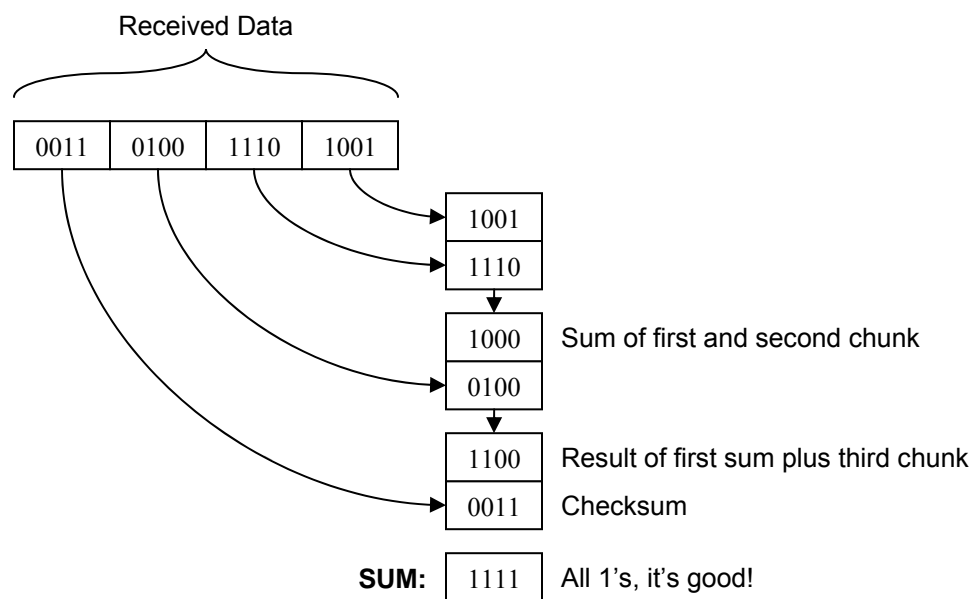 Received Data
0011 0100 1110 1001
1001
1110
1000 Sum of first and second chunk
0100
1100 Result of first sum plus third chunk
0011 Checksum
SUM: 1111 All 1's, it's good!